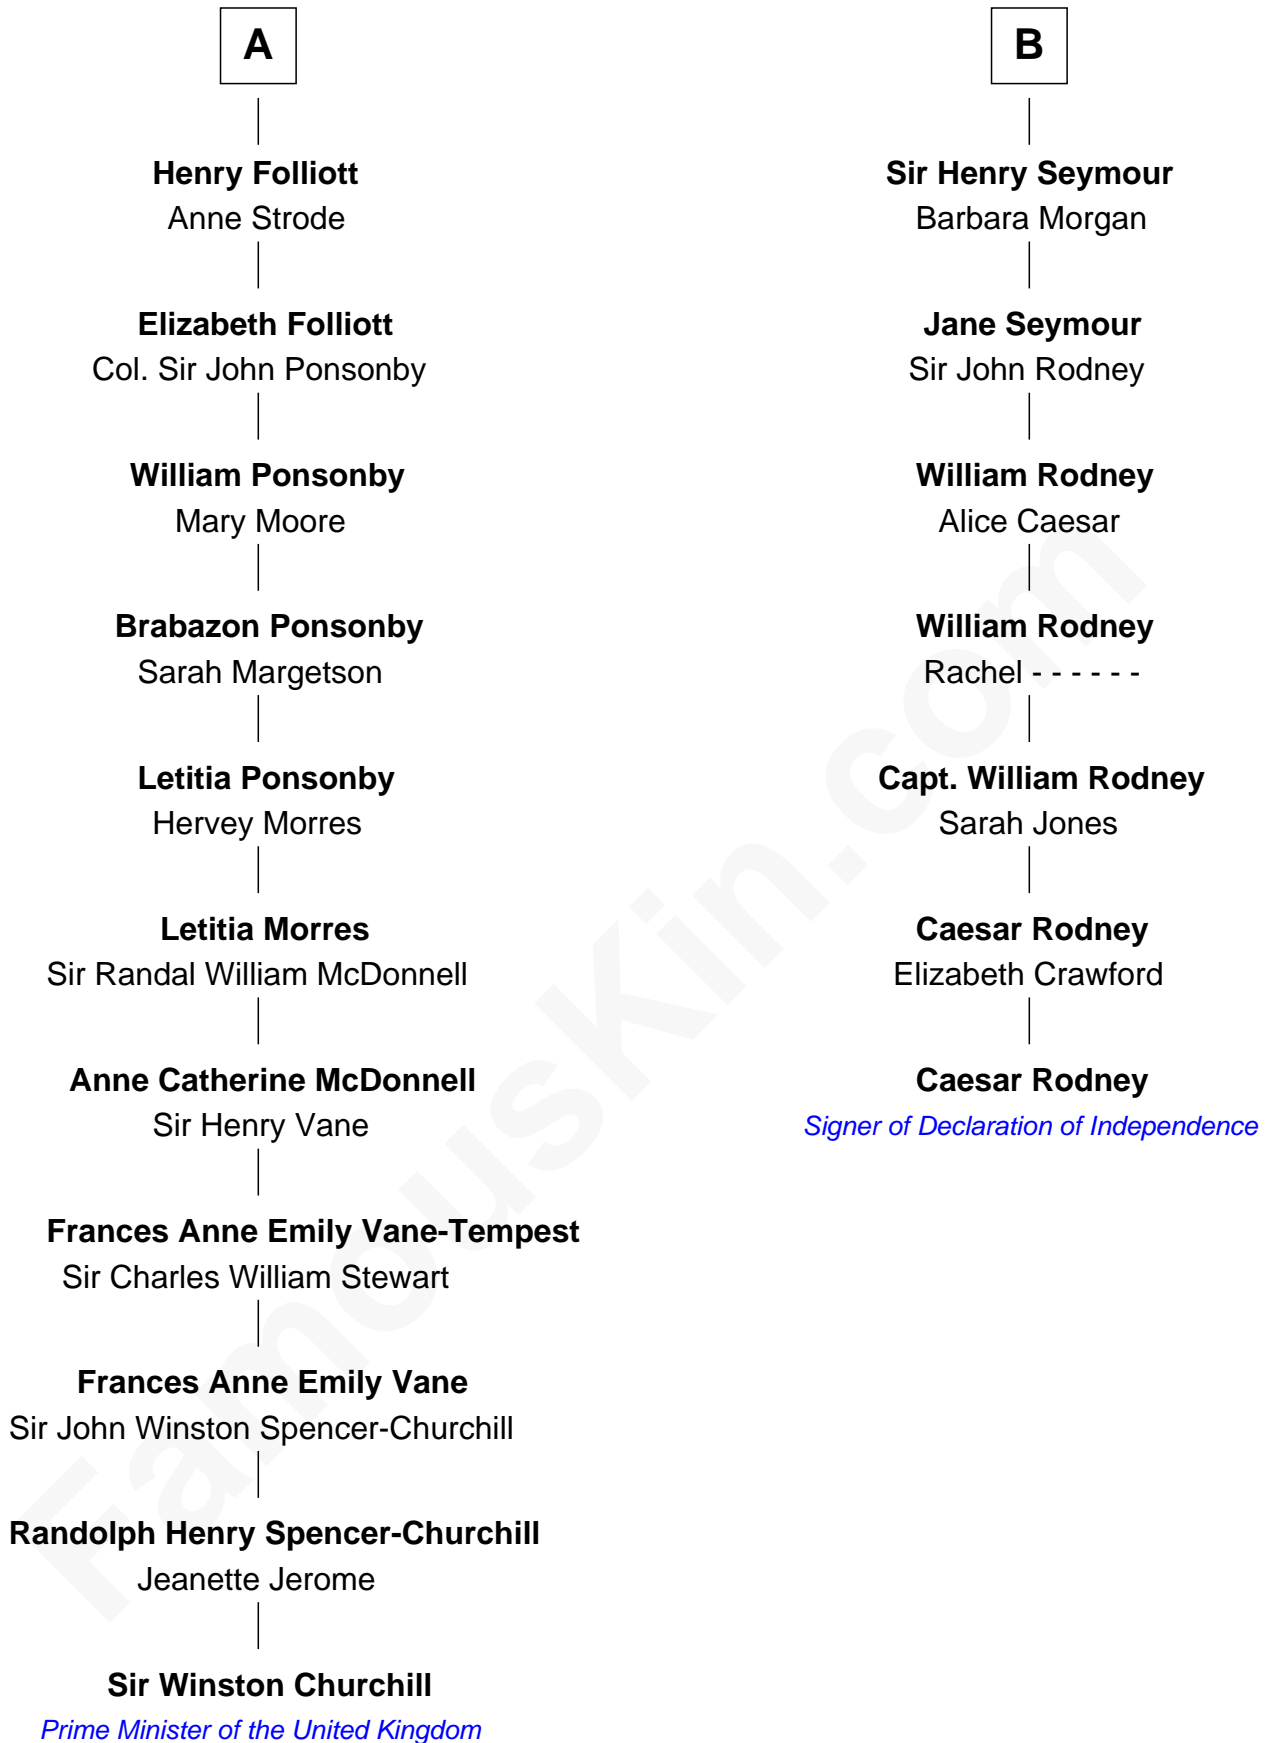 A
Henry Folliott
Anne Strode
Elizabeth Folliott
Col. Sir John Ponsonby
William Ponsonby
Mary Moore
Brabazon Ponsonby
Sarah Margetson
Letitia Ponsonby
Hervey Morres
Letitia Morres
Sir Randal William McDonnell
Anne Catherine McDonnell
Sir Henry Vane
Frances Anne Emily Vane-Tempest
Sir Charles William Stewart
Frances Anne Emily Vane
Sir John Winston Spencer-Churchill
Randolph Henry Spencer-Churchill
Jeanette Jerome
Sir Winston Churchill
Prime Minister of the United Kingdom
B
Sir Henry Seymour
Barbara Morgan
Jane Seymour
Sir John Rodney
William Rodney
Alice Caesar
William Rodney
Rachel - - - - - -
Capt. William Rodney
Sarah Jones
Caesar Rodney
Elizabeth Crawford
Caesar Rodney
Signer of Declaration of Independence
FamousKin.com